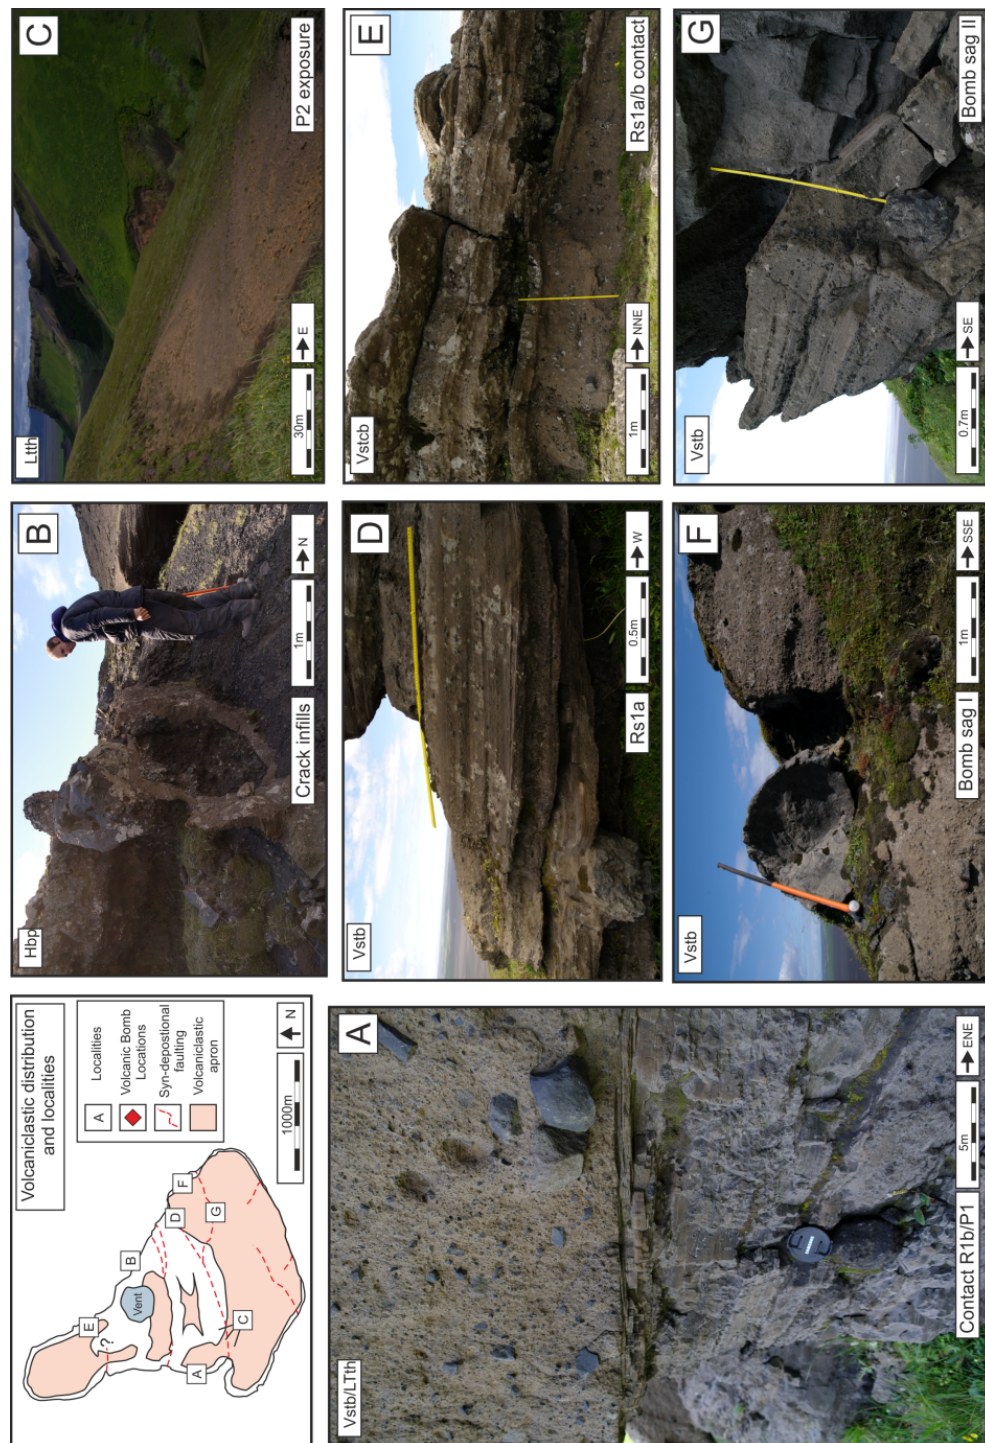 Volcaniclastic distribution
and localities
A
Localities
Volcanic Bomb
Locations
Syn-depostional
faulting
Volcaniclastic
apron
1000m
N
E
?
B
Vent
D
F
G
A
C
A
Vstb/LTth
Contact R1b/P1
5m
ENE
B
Hbp
Crack infills
1m
N
C
Ltth
30m
E
P2 exposure
D
Vstb
Rs1a
0.5m
W
E
Vstcb
1m
NNE
Rs1a/b contact
F
Vstb
Bomb sag I
1m
SSE
G
Vstb
0.7m
SE
Bomb sag II